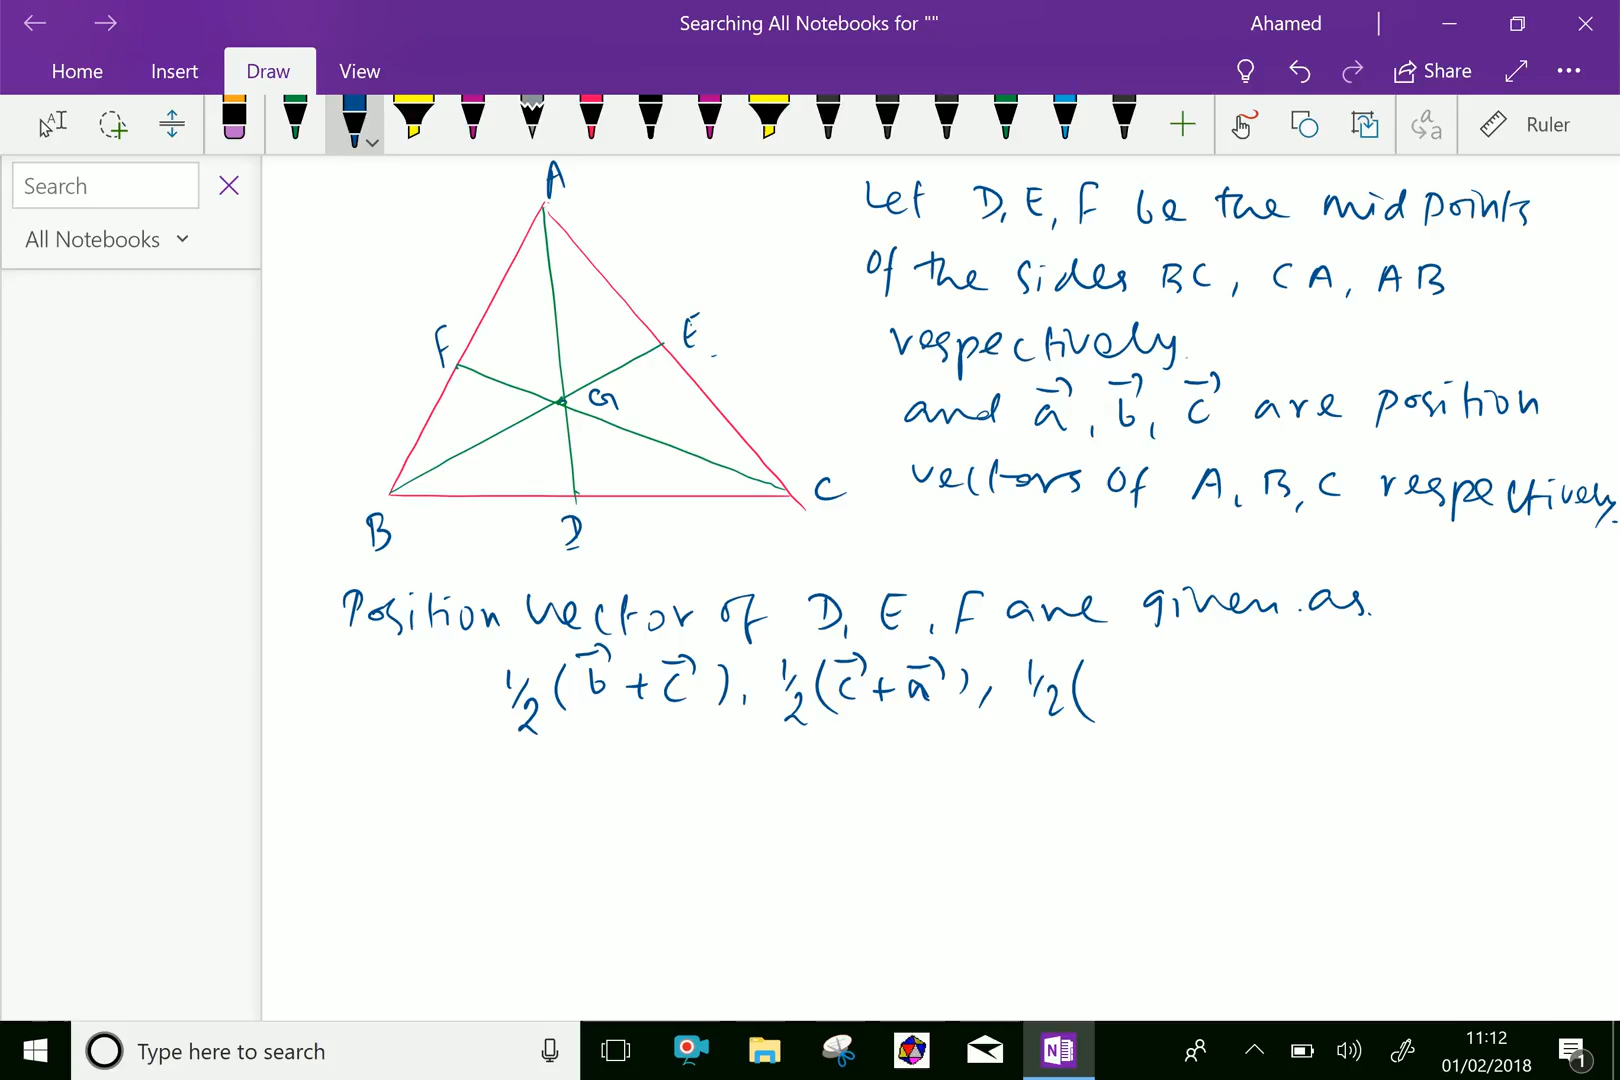 Searching All Notebooks for ""
Ahamed
Home Insert Draw View
Share
Ruler
Search
All Notebooks
A
F
E
G
B
D
C
Let D, E, F be the mid points
of the sides BC, CA, AB
respectively.
and a⃗, b⃗, c⃗ are position
vectors of A, B, C respectively.
Position vector of D, E, F are given as.
1/2 (b⃗ + c⃗), 1/2 (c⃗ + a⃗), 1/2 (
Type here to search
11:12
01/02/2018
1